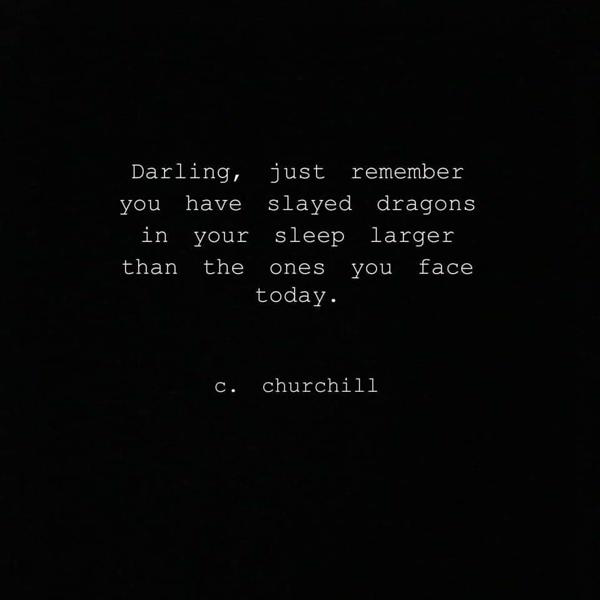 Darling, just remember
you have slayed dragons
in your sleep larger
than the ones you face
today.
c. churchill